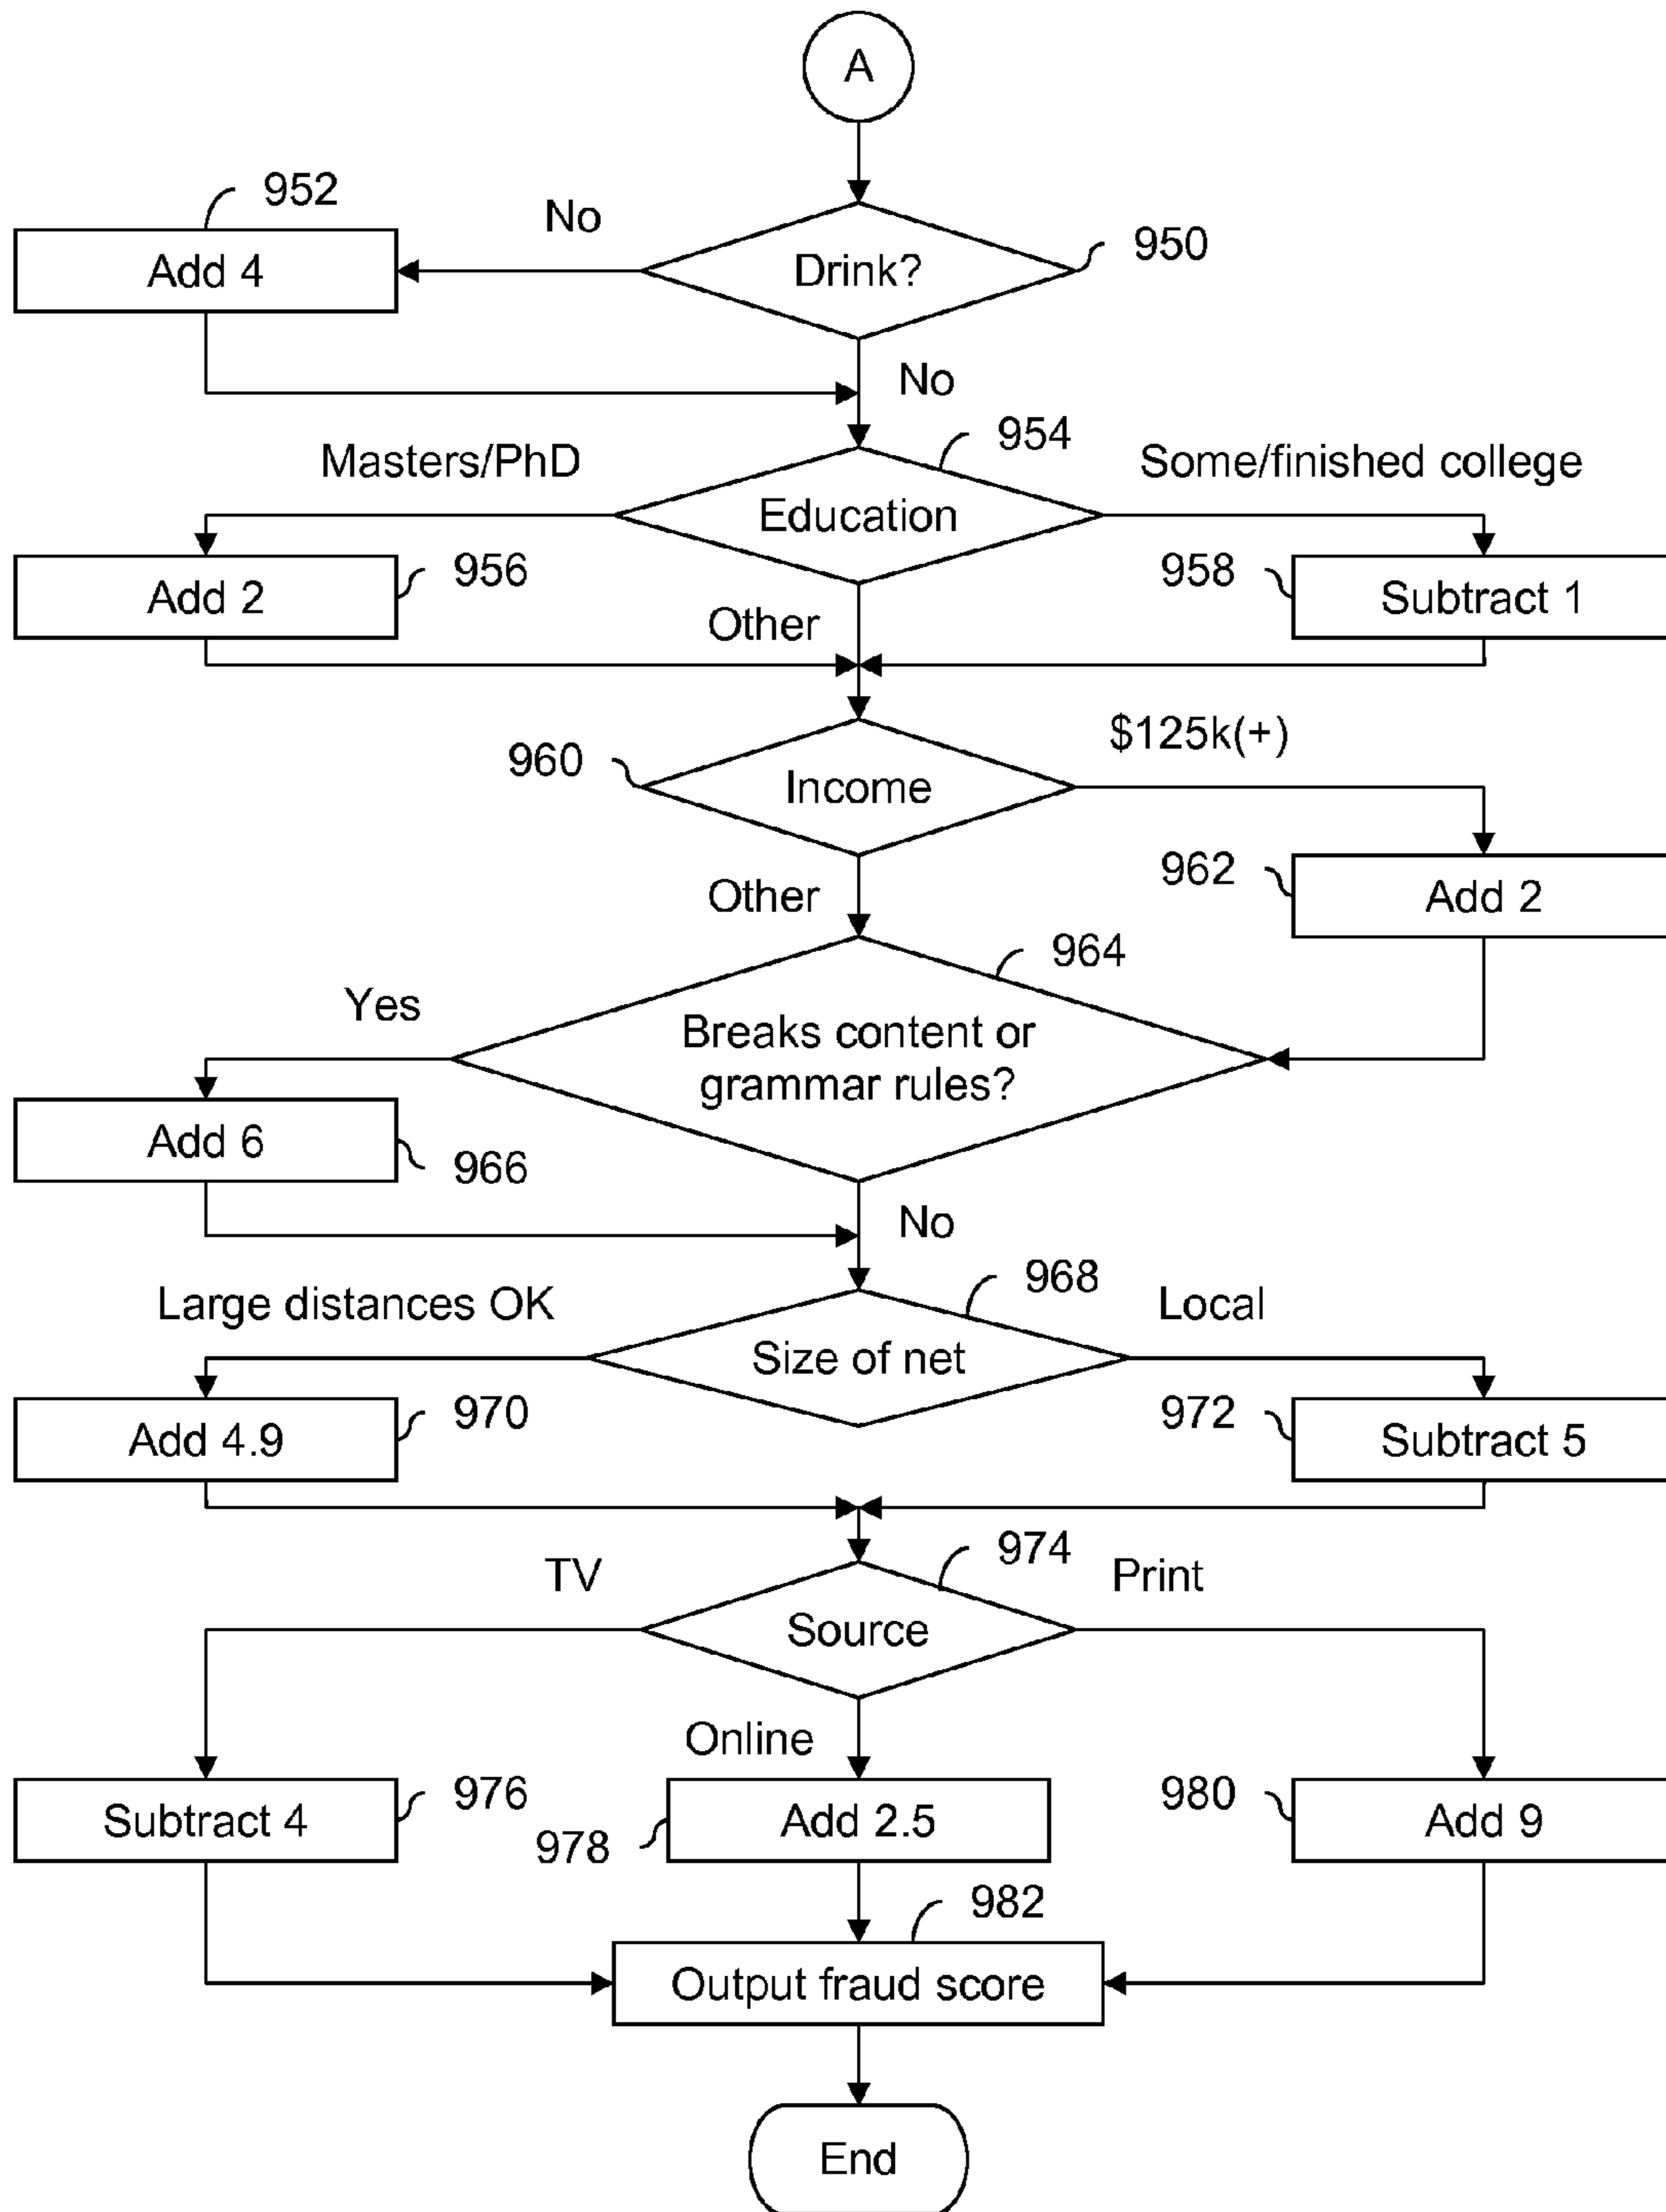 A
952
No
950
Add 4
Drink?
No
954
Masters/PhD
Some/finished college
Education
956
958
Add 2
Subtract 1
Other
$125k(+)
960
Income
962
Other
Add 2
964
Yes
Breaks content or
grammar rules?
Add 6
966
No
968
Large distances OK
Local
Size of net
970
972
Add 4.9
Subtract 5
974
TV
Print
Source
Online
976
980
Subtract 4
Add 2.5
Add 9
978
982
Output fraud score
End